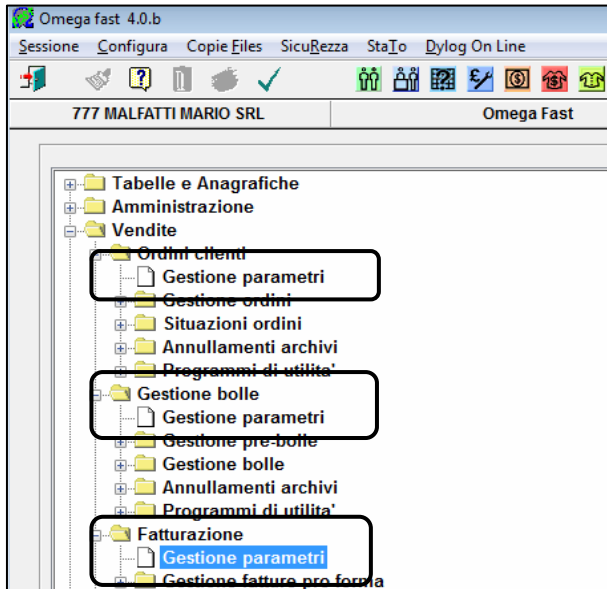 Omega fast 4.0.b
Sessione Configura Copie Files SicuRezza StaTo Dylog On Line
777 MALFATTI MARIO SRL Omega Fast
Tabelle e Anagrafiche
Amministrazione
Vendite
Ordini clienti
Gestione parametri
Gestione ordini
Situazioni ordini
Annullamenti archivi
Programmi di utilita'
Gestione bolle
Gestione parametri
Gestione pre-bolle
Gestione bolle
Annullamenti archivi
Programmi di utilita'
Fatturazione
Gestione parametri
Gestione fatture pro forma